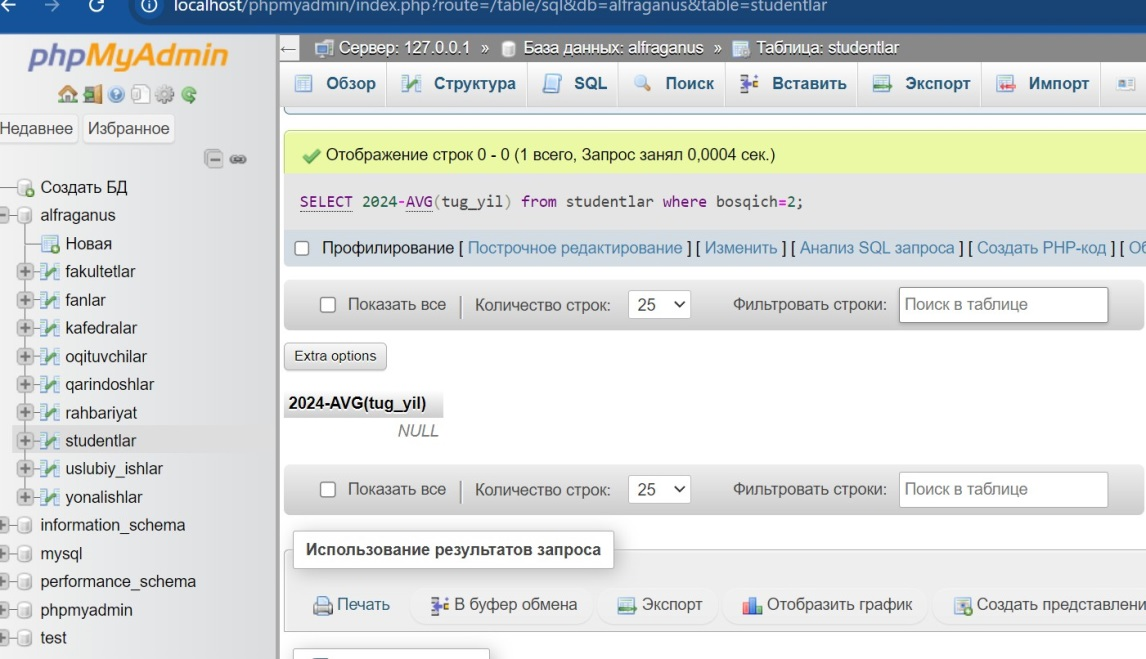 localhost/phpmyadmin/index.php?route=/table/sql&db=alfraganus&table=studentlar
phpMyAdmin
Недавнее Избранное
Создать БД
alfraganus
Новая
fakultetlar
fanlar
kafedralar
oqituvchilar
qarindoshlar
rahbariyat
studentlar
uslubiy_ishlar
yonalishlar
information_schema
mysql
performance_schema
phpmyadmin
test
Сервер: 127.0.0.1 » База данных: alfraganus » Таблица: studentlar
Обзор Структура SQL Поиск Вставить Экспорт Импорт
Отображение строк 0 - 0 (1 всего, Запрос занял 0,0004 сек.)
SELECT 2024-AVG(tug_yil) from studentlar where bosqich=2;
Профилирование [ Построчное редактирование ] [ Изменить ] [ Анализ SQL запроса ] [ Создать PHP-код ] [ Об
Показать все | Количество строк: 25 Фильтровать строки: Поиск в таблице
Extra options
2024-AVG(tug_yil)
NULL
Показать все | Количество строк: 25 Фильтровать строки: Поиск в таблице
Использование результатов запроса
Печать В буфер обмена Экспорт Отобразить график Создать представлени